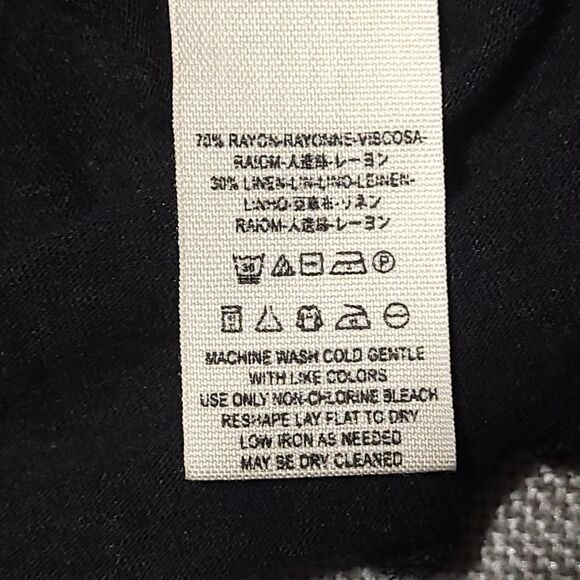 70% RAYON-RAYONNE-VISCOSA-
RAIOM-人造絲-レーヨン
30% LINEN-LIN-LINO-LEINEN-
LINHO-亞麻布-リネン
RAIOM-人造絲-レーヨン
30 P
MACHINE WASH COLD GENTLE
WITH LIKE COLORS
USE ONLY NON-CHLORINE BLEACH
RESHAPE LAY FLAT TO DRY
LOW IRON AS NEEDED
MAY BE DRY CLEANED